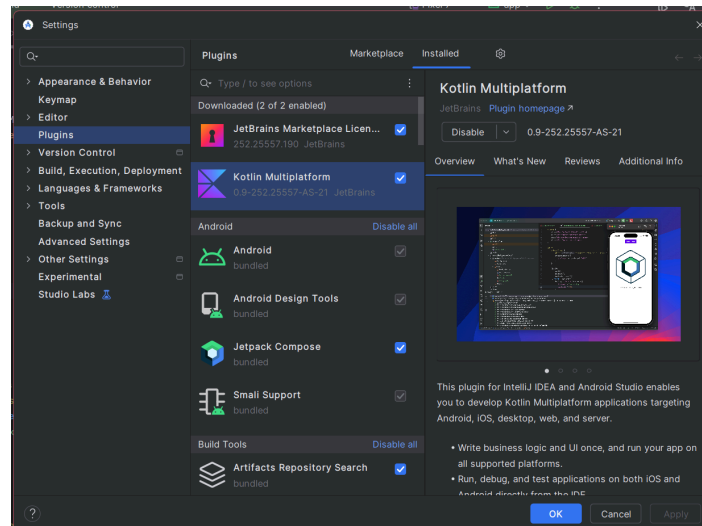 Version control
Settings
Plugins
Marketplace
Installed
Appearance & Behavior
Keymap
Editor
Plugins
Version Control
Build, Execution, Deployment
Languages & Frameworks
Tools
Backup and Sync
Advanced Settings
Other Settings
Experimental
Studio Labs
Type / to see options
Downloaded (2 of 2 enabled)
JetBrains Marketplace Licen...
252.25557.190 JetBrains
Kotlin Multiplatform
0.9-252.25557-AS-21 JetBrains
Android
Disable all
Android
bundled
Android Design Tools
bundled
Jetpack Compose
bundled
Smali Support
bundled
Build Tools
Disable all
Artifacts Repository Search
bundled
Kotlin Multiplatform
JetBrains Plugin homepage
Disable
0.9-252.25557-AS-21
Overview
What's New
Reviews
Additional Info
This plugin for IntelliJ IDEA and Android Studio enables
you to develop Kotlin Multiplatform applications targeting
Android, iOS, desktop, web, and server.
• Write business logic and UI once, and run your app on
all supported platforms.
• Run, debug, and test applications on both iOS and
Android directly from the IDE
?
OK
Cancel
Apply